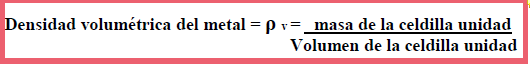 Densidad volumétrica del metal = ρ v = masa de la celdilla unidad
Volumen de la celdilla unidad